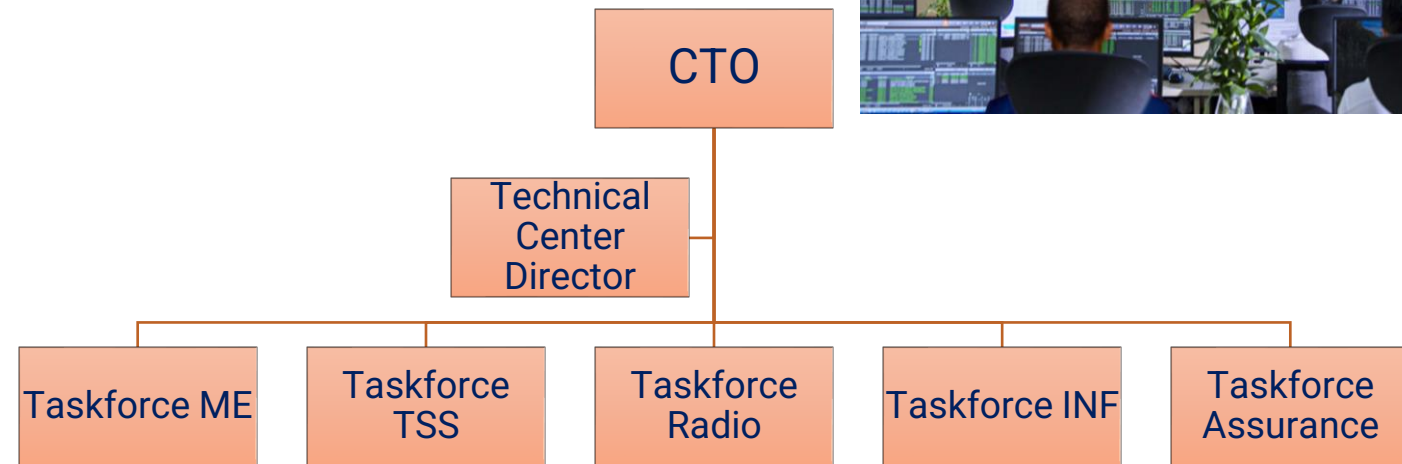 CTO
Technical
Center
Director
Taskforce ME
Taskforce
TSS
Taskforce
Radio
Taskforce INF
Taskforce
Assurance